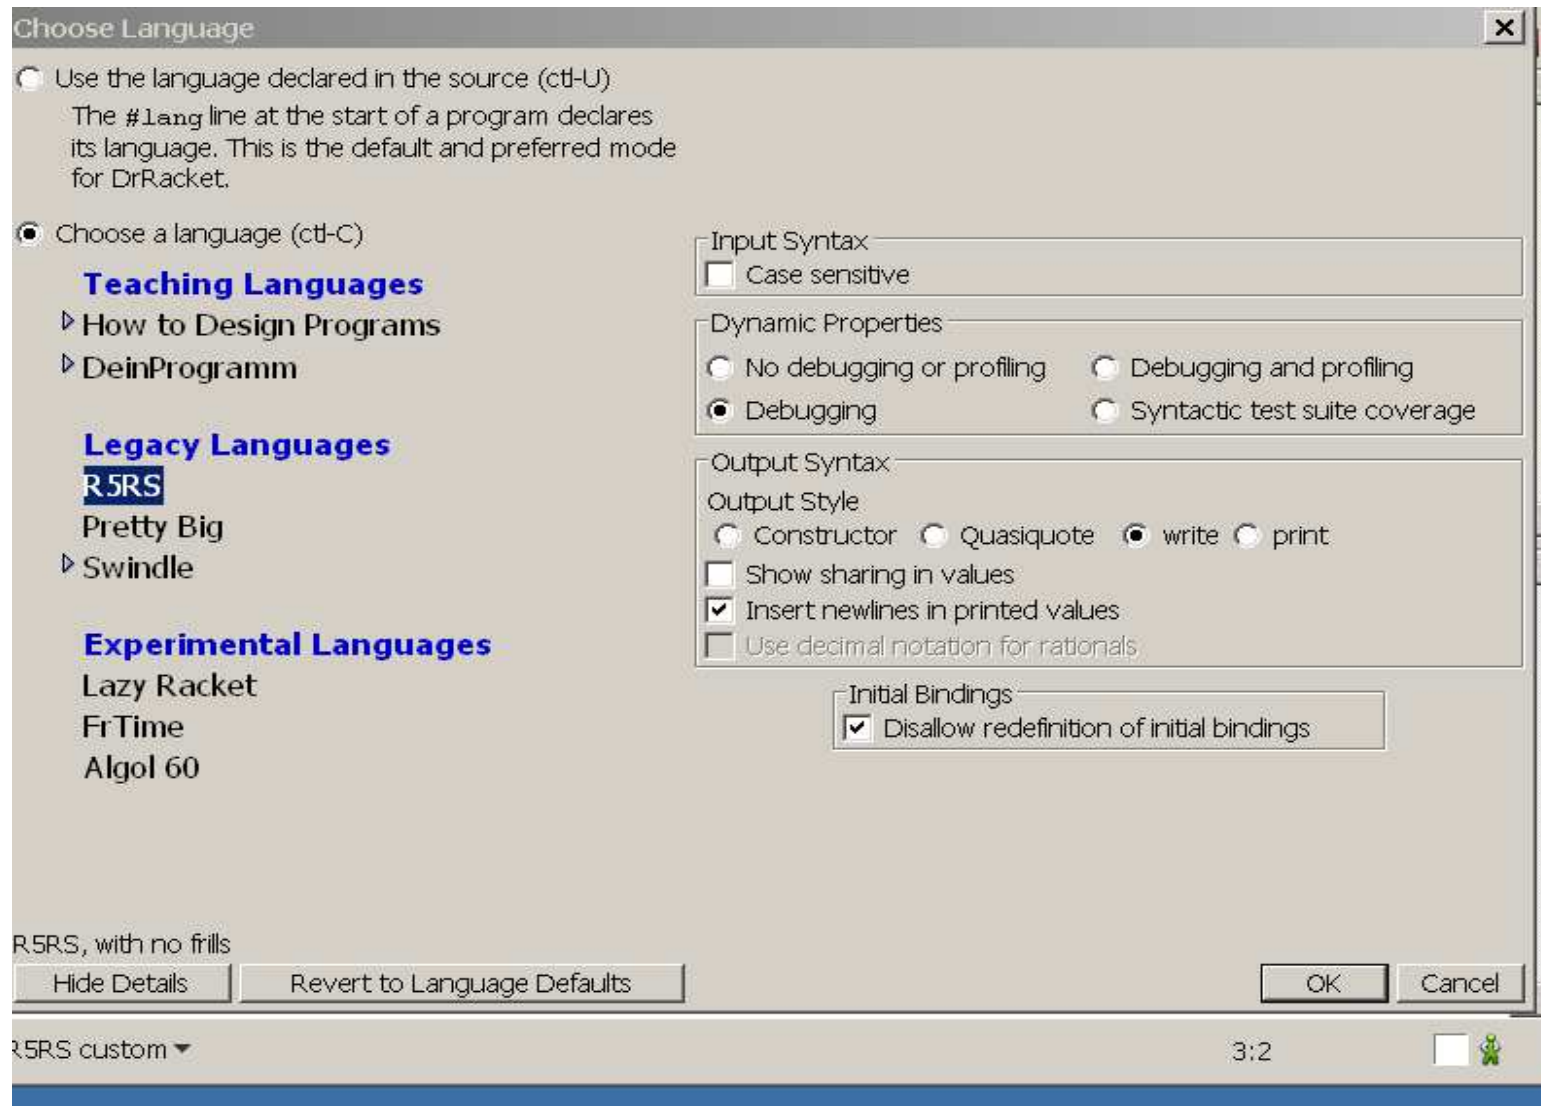 Choose Language
Use the language declared in the source (ctl-U)
The #lang line at the start of a program declares
its language. This is the default and preferred mode
for DrRacket.
Choose a language (ctl-C)
Teaching Languages
How to Design Programs
DeinProgramm
Legacy Languages
R5RS
Pretty Big
Swindle
Experimental Languages
Lazy Racket
FrTime
Algol 60
Input Syntax
Case sensitive
Dynamic Properties
No debugging or profiling
Debugging and profiling
Debugging
Syntactic test suite coverage
Output Syntax
Output Style
Constructor Quasiquote write print
Show sharing in values
Insert newlines in printed values
Use decimal notation for rationals
Initial Bindings
Disallow redefinition of initial bindings
R5RS, with no frills
Hide Details Revert to Language Defaults OK Cancel
R5RS custom 3:2